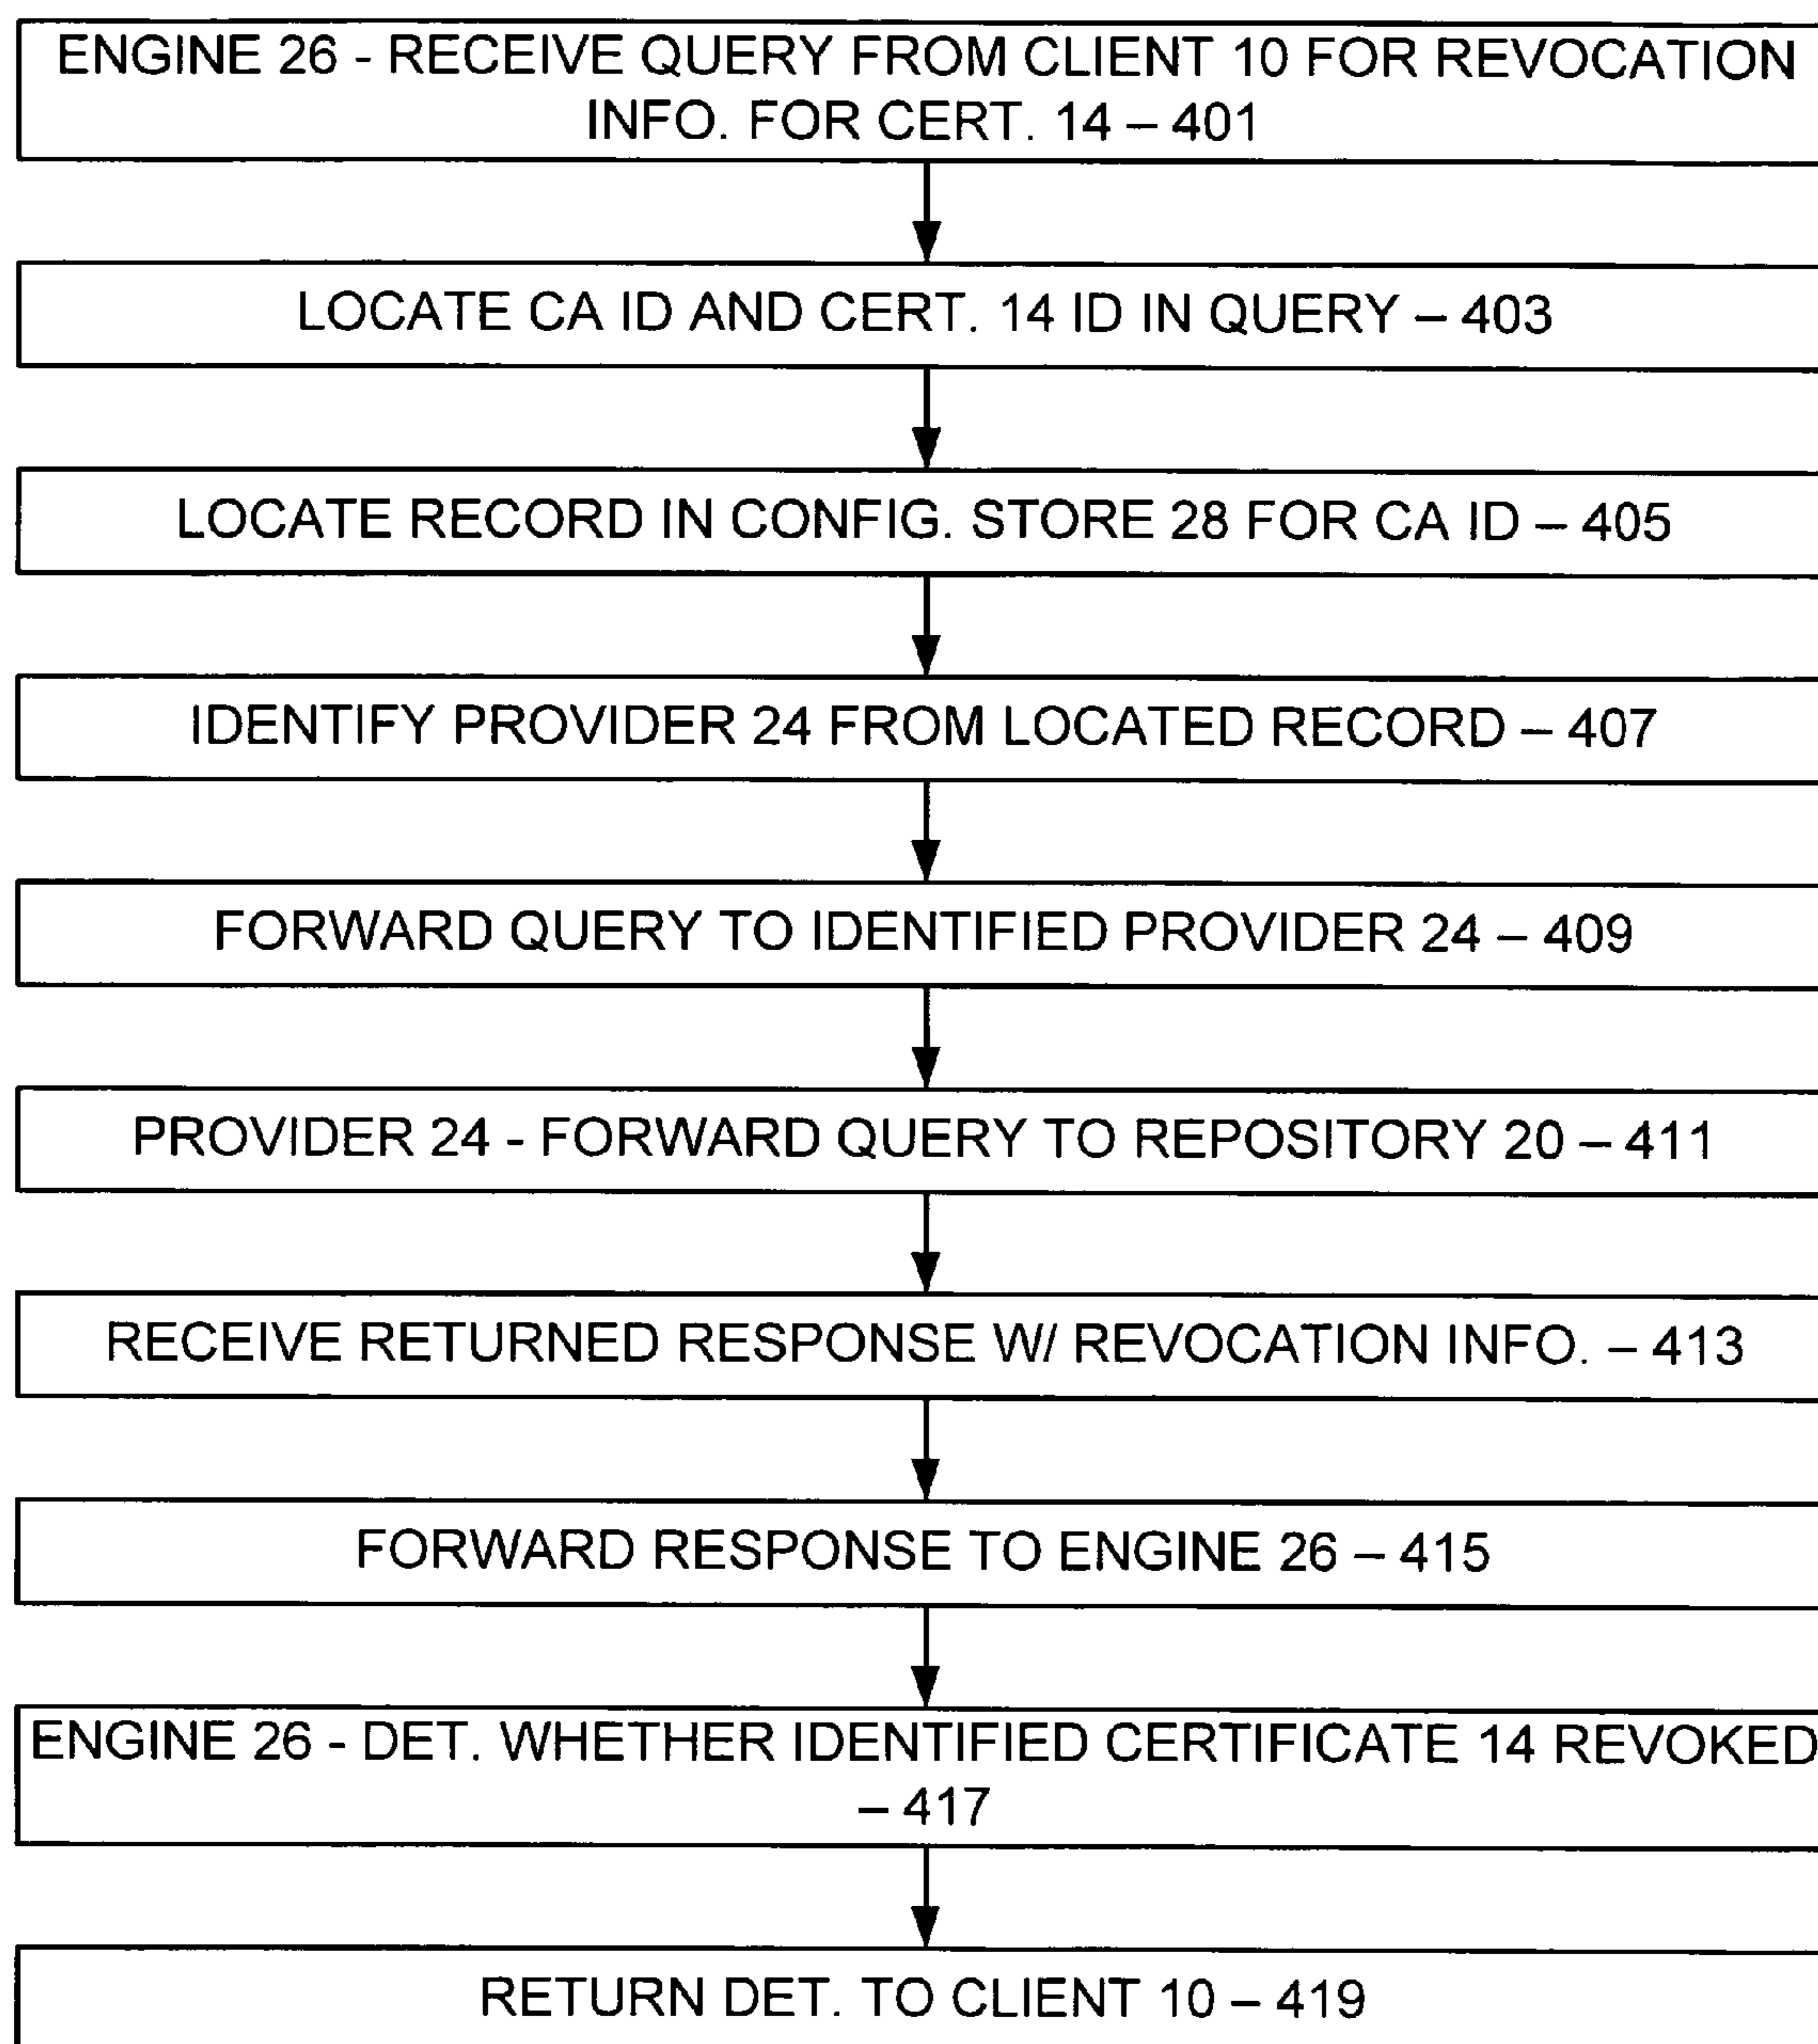 ENGINE 26 - RECEIVE QUERY FROM CLIENT 10 FOR REVOCATION
INFO. FOR CERT. 14 – 401
LOCATE CA ID AND CERT. 14 ID IN QUERY – 403
LOCATE RECORD IN CONFIG. STORE 28 FOR CA ID – 405
IDENTIFY PROVIDER 24 FROM LOCATED RECORD – 407
FORWARD QUERY TO IDENTIFIED PROVIDER 24 – 409
PROVIDER 24 - FORWARD QUERY TO REPOSITORY 20 – 411
RECEIVE RETURNED RESPONSE W/ REVOCATION INFO. – 413
FORWARD RESPONSE TO ENGINE 26 – 415
ENGINE 26 - DET. WHETHER IDENTIFIED CERTIFICATE 14 REVOKED
– 417
RETURN DET. TO CLIENT 10 – 419